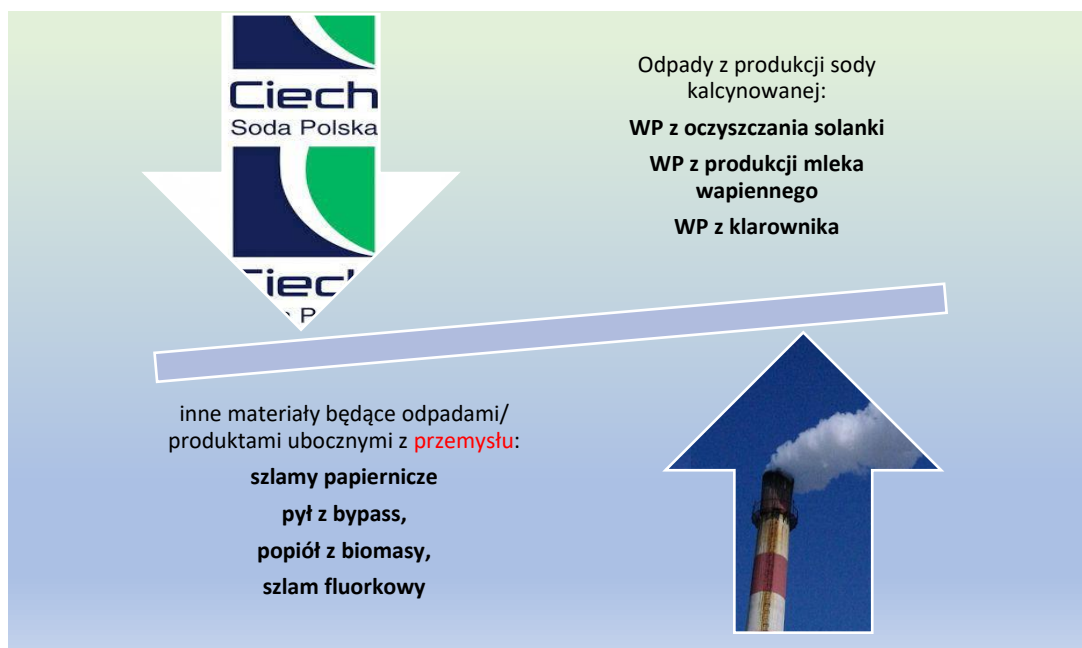 Ciech
Soda Polska
Ciech
Odpady z produkcji sody
kalcynowanej:
WP z oczyszczania solanki
WP z produkcji mleka
wapiennego
WP z klarownika
inne materiały będące odpadami/
produktami ubocznymi z przemysłu:
szlamy papiernicze
pył z bypass,
popiół z biomasy,
szlam fluorkowy